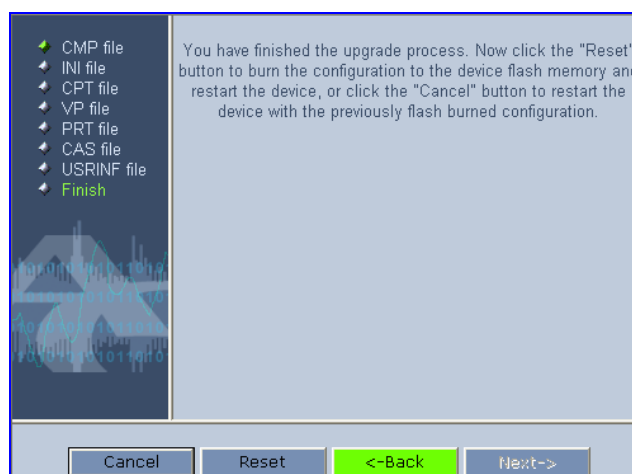 CMP file
INI file
CPT file
VP file
PRT file
CAS file
USRINF file
Finish
You have finished the upgrade process. Now click the "Reset"
button to burn the configuration to the device flash memory and
restart the device, or click the "Cancel" button to restart the
device with the previously flash burned configuration.
Cancel
Reset
<-Back
Next->